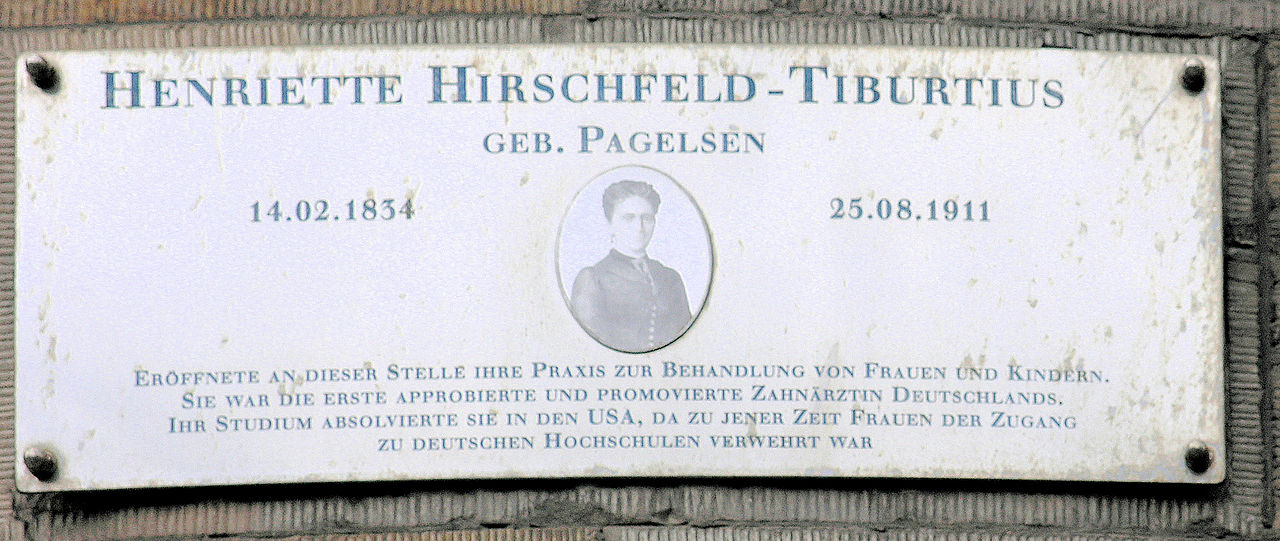 HENRIETTE HIRSCHFELD-TIBURTIUS
GEB. PAGELSEN
14.02.1834 25.08.1911
ERÖFFNETE AN DIESER STELLE IHRE PRAXIS ZUR BEHANDLUNG VON FRAUEN UND KINDERN.
SIE WAR DIE ERSTE APPROBIERTE UND PROMOVIERTE ZAHNÄRZTIN DEUTSCHLANDS.
IHR STUDIUM ABSOLVIERTE SIE IN DEN USA, DA ZU JENER ZEIT FRAUEN DER ZUGANG
ZU DEUTSCHEN HOCHSCHULEN VERWEHRT WAR